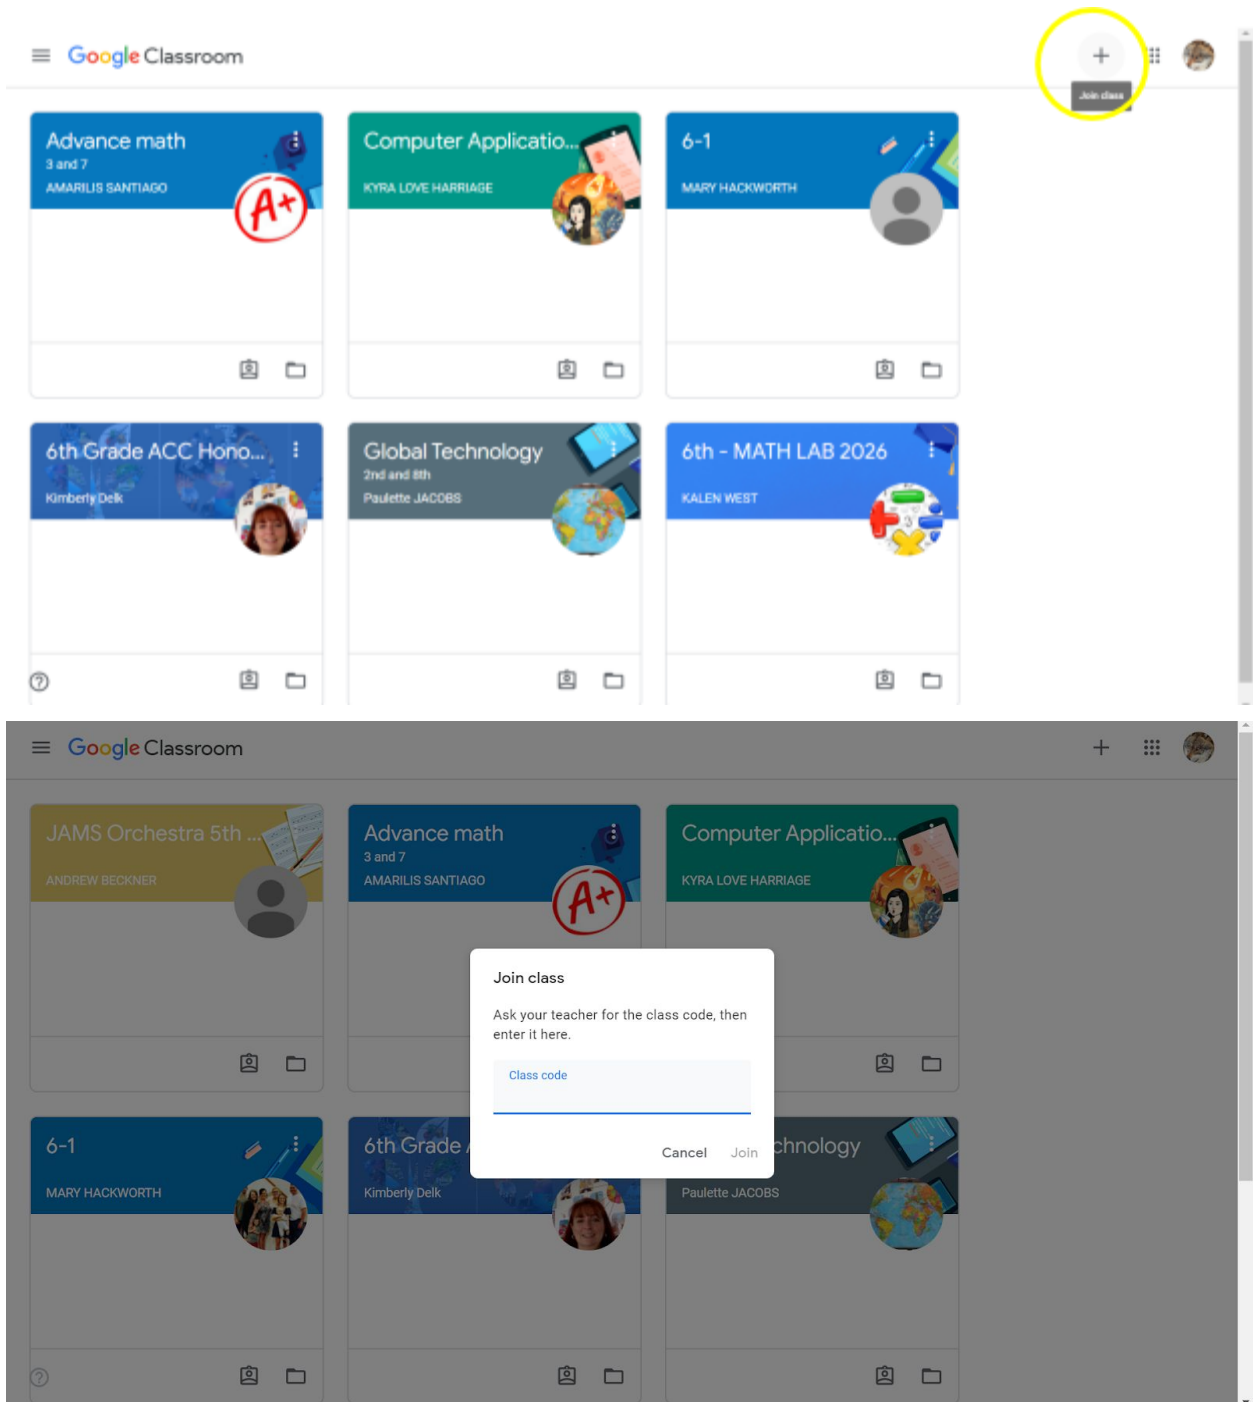 Google Classroom
Join class
Advance math
3 and 7
AMARILIS SANTIAGO
A+
Computer Applicatio...
KYRA LOVE HARRIAGE
6-1
MARY HACKWORTH
6th Grade ACC Hono...
Kimberly Delk
Global Technology
2nd and 8th
Paulette JACOBS
6th - MATH LAB 2026
KALEN WEST
Google Classroom
JAMS Orchestra 5th ...
ANDREW BECKNER
Advance math
3 and 7
AMARILIS SANTIAGO
A+
Computer Applicatio...
KYRA LOVE HARRIAGE
Join class
Ask your teacher for the class code, then
enter it here.
Class code
Cancel Join
6-1
MARY HACKWORTH
6th Grade
Kimberly Delk
chnology
Paulette JACOBS